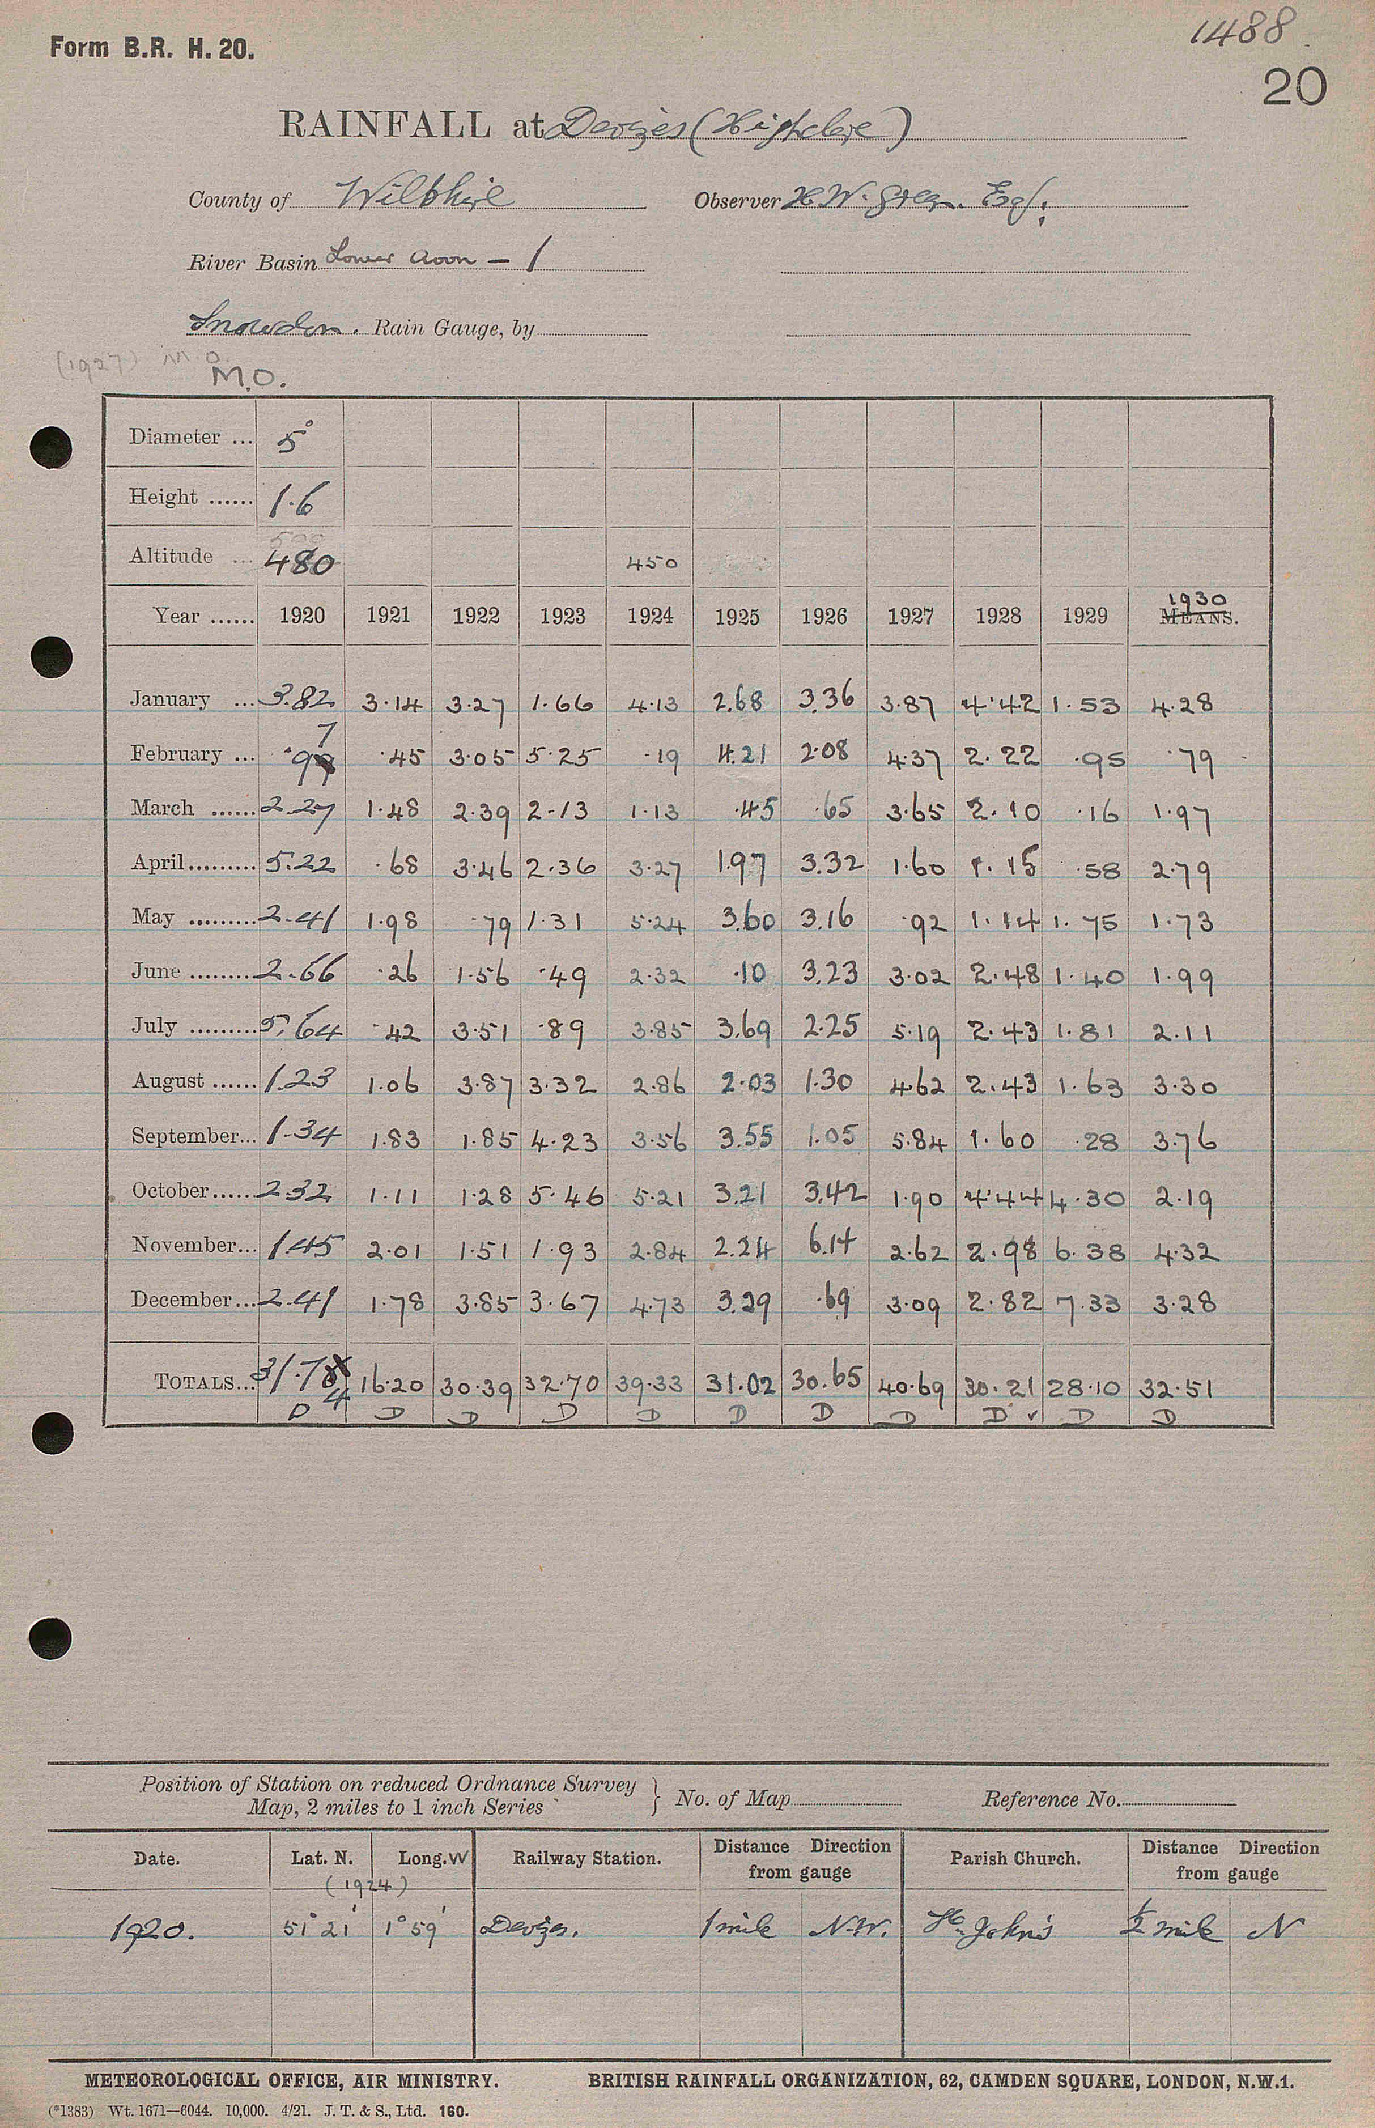 1488.
Form B.R. H. 20.
20
RAINFALL at Devizes (Highclere)
County of Wiltshire Observer H W. Green. Esq:
River Basin Lower Avon - 1
Snowdon. Rain Gauge, by
(1927) M O.
M.O.
Diameter ... 5"
Height ...... 1.6
500
Altitude ... 480 450
1930
Year ...... 1920 1921 1922 1923 1924 1925 1926 1927 1928 1929 MEANS.
January ... 3.82 3.14 3.27 1.66 4.13 2.68 3.36 3.87 4.42 1.53 4.28
7
February ... .99 .45 3.05 5.25 .19 4.21 2.08 4.37 2.22 .95 .79
March ...... 2.27 1.48 2.39 2.13 1.13 .45 .65 3.65 2.10 .16 1.97
April......... 5.22 .68 3.46 2.36 3.27 1.97 3.32 1.60 1.15 .58 2.79
May ......... 2.41 1.98 .79 1.31 5.24 3.60 3.16 .92 1.14 1.75 1.73
June ......... 2.66 .26 1.56 .49 2.32 .10 3.23 3.02 2.48 1.40 1.99
July ......... 5.64 .42 3.51 .89 3.85 3.69 2.25 5.19 2.43 1.81 2.11
August ...... 1.23 1.06 3.87 3.32 2.86 2.03 1.30 4.62 2.43 1.63 3.30
September... 1.34 1.83 1.85 4.23 3.56 3.55 1.05 5.84 1.60 .28 3.76
October...... 2.32 1.11 1.28 5.46 5.21 3.21 3.42 1.90 4.44 4.30 2.19
November... 1.45 2.01 1.51 1.93 2.84 2.24 6.14 2.62 2.98 6.38 4.32
December... 2.41 1.78 3.85 3.67 4.73 3.29 .69 3.09 2.82 7.33 3.28
TOTALS... 31.7 16.20 30.39 32.70 39.33 31.02 30.65 40.69 30.21 28.10 32.51
D 4 D D D D D D D D ✓ D D
Position of Station on reduced Ordnance Survey
Map, 2 miles to 1 inch Series } No. of Map Reference No.
Date. Lat. N. Long. W Railway Station. Distance Direction from gauge Parish Church. Distance Direction from gauge
(1924)
1920. 51° 21' 1° 59' Devizes. 1 mile N.W. St. John's ½ mile N
METEOROLOGICAL OFFICE, AIR MINISTRY. BRITISH RAINFALL ORGANIZATION, 62, CAMDEN SQUARE, LONDON, N.W.1.
(*1383) Wt. 1671—6044. 10,000. 4/21. J. T. & S., Ltd. 160.